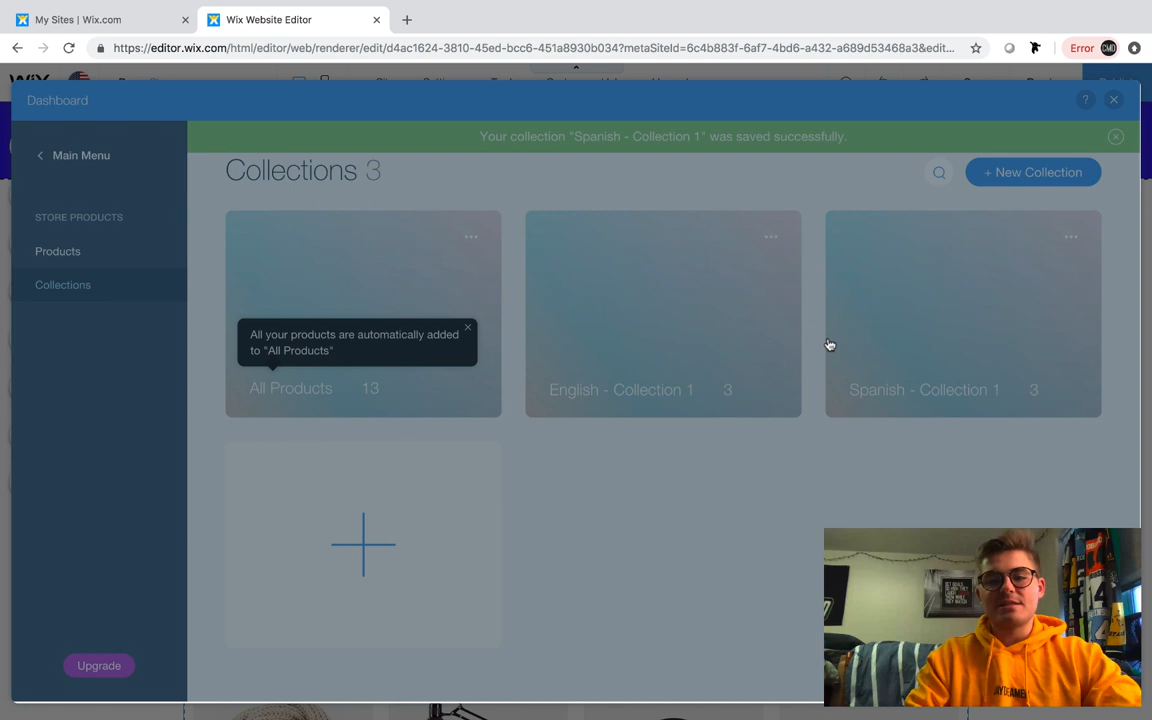 My Sites | Wix.com
Wix Website Editor
https://editor.wix.com/html/editor/web/renderer/edit/d4ac1624-3810-45ed-bcc6-451a8930b034?metaSiteId=6c4b883f-6af7-4bd6-a432-a689d53468a3&edit...
Error
CMD
Dashboard
?
Your collection "Spanish - Collection 1" was saved successfully.
Main Menu
Collections 3
+ New Collection
STORE PRODUCTS
Products
Collections
All your products are automatically added
to "All Products"
All Products 13
English - Collection 1 3
Spanish - Collection 1 3
Upgrade